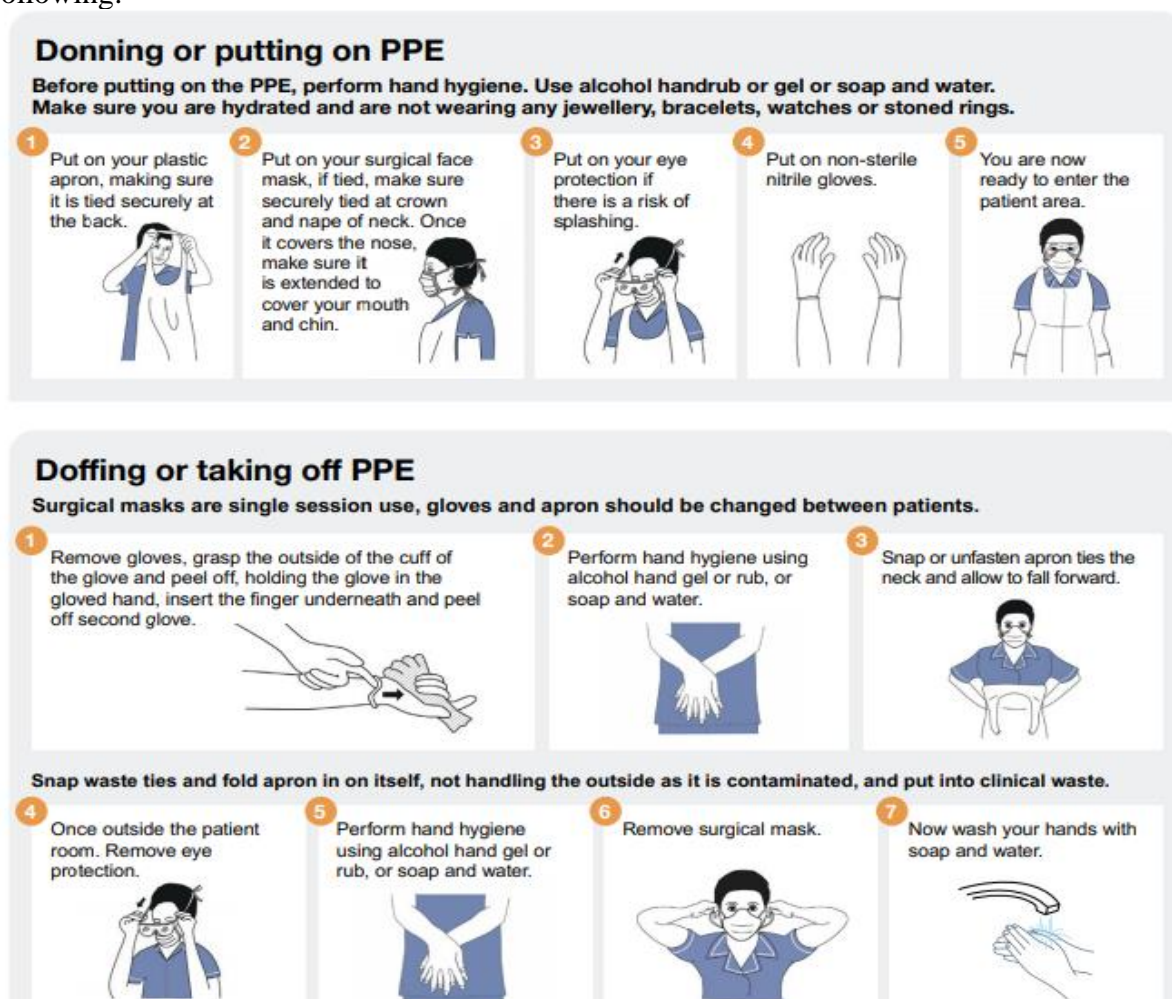 ollowing:
Donning or putting on PPE
Before putting on the PPE, perform hand hygiene. Use alcohol handrub or gel or soap and water.
Make sure you are hydrated and are not wearing any jewellery, bracelets, watches or stoned rings.
1
Put on your plastic
apron, making sure
it is tied securely at
the back.
2
Put on your surgical face
mask, if tied, make sure
securely tied at crown
and nape of neck. Once
it covers the nose,
make sure it
is extended to
cover your mouth
and chin.
3
Put on your eye
protection if
there is a risk of
splashing.
4
Put on non-sterile
nitrile gloves.
5
You are now
ready to enter the
patient area.
Doffing or taking off PPE
Surgical masks are single session use, gloves and apron should be changed between patients.
1
Remove gloves, grasp the outside of the cuff of
the glove and peel off, holding the glove in the
gloved hand, insert the finger underneath and peel
off second glove.
2
Perform hand hygiene using
alcohol hand gel or rub, or
soap and water.
3
Snap or unfasten apron ties the
neck and allow to fall forward.
Snap waste ties and fold apron in on itself, not handling the outside as it is contaminated, and put into clinical waste.
4
Once outside the patient
room. Remove eye
protection.
5
Perform hand hygiene
using alcohol hand gel or
rub, or soap and water.
6
Remove surgical mask.
7
Now wash your hands with
soap and water.